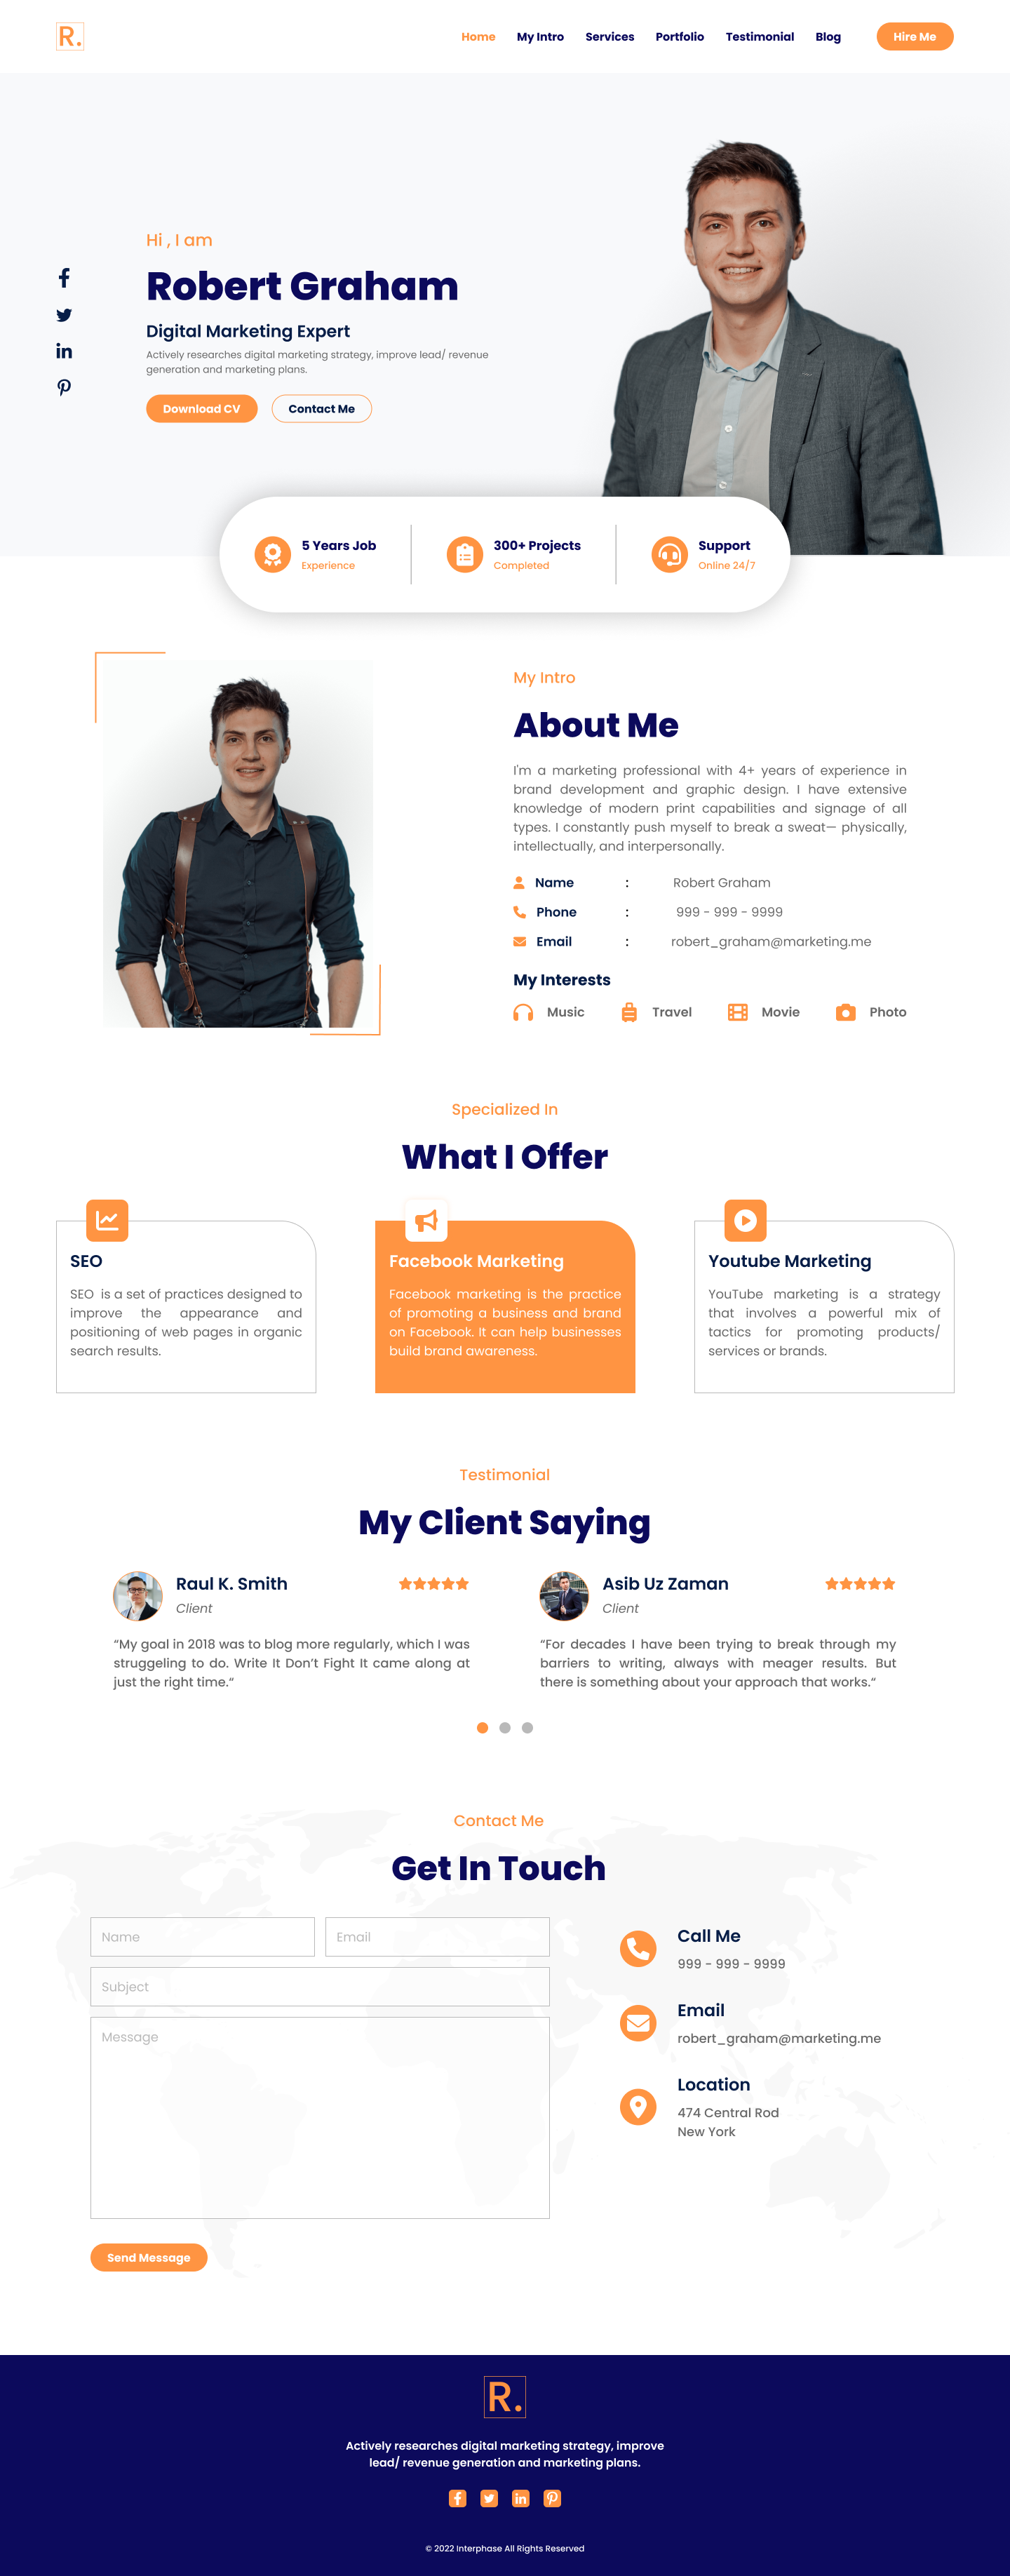 R.
Home
My Intro
Services
Portfolio
Testimonial
Blog
Hire Me
Hi , I am
Robert Graham
Digital Marketing Expert
Actively researches digital marketing strategy, improve lead/ revenue
generation and marketing plans.
Download CV
Contact Me
5 Years Job
Experience
300+ Projects
Completed
Support
Online 24/7
My Intro
About Me
I'm a marketing professional with 4+ years of experience in
brand development and graphic design. I have extensive
knowledge of modern print capabilities and signage of all
types. I constantly push myself to break a sweat— physically,
intellectually, and interpersonally.
Name : Robert Graham
Phone : 999 - 999 - 9999
Email : robert_graham@marketing.me
My Interests
Music
Travel
Movie
Photo
Specialized In
What I Offer
SEO
SEO is a set of practices designed to
improve the appearance and
positioning of web pages in organic
search results.
Facebook Marketing
Facebook marketing is the practice
of promoting a business and brand
on Facebook. It can help businesses
build brand awareness.
Youtube Marketing
YouTube marketing is a strategy
that involves a powerful mix of
tactics for promoting products/
services or brands.
Testimonial
My Client Saying
Raul K. Smith
Client
“My goal in 2018 was to blog more regularly, which I was
struggeling to do. Write It Don’t Fight It came along at
just the right time.“
Asib Uz Zaman
Client
“For decades I have been trying to break through my
barriers to writing, always with meager results. But
there is something about your approach that works.“
Contact Me
Get In Touch
Name
Email
Subject
Message
Send Message
Call Me
999 - 999 - 9999
Email
robert_graham@marketing.me
Location
474 Central Rod
New York
R.
Actively researches digital marketing strategy, improve
lead/ revenue generation and marketing plans.
© 2022 Interphase All Rights Reserved